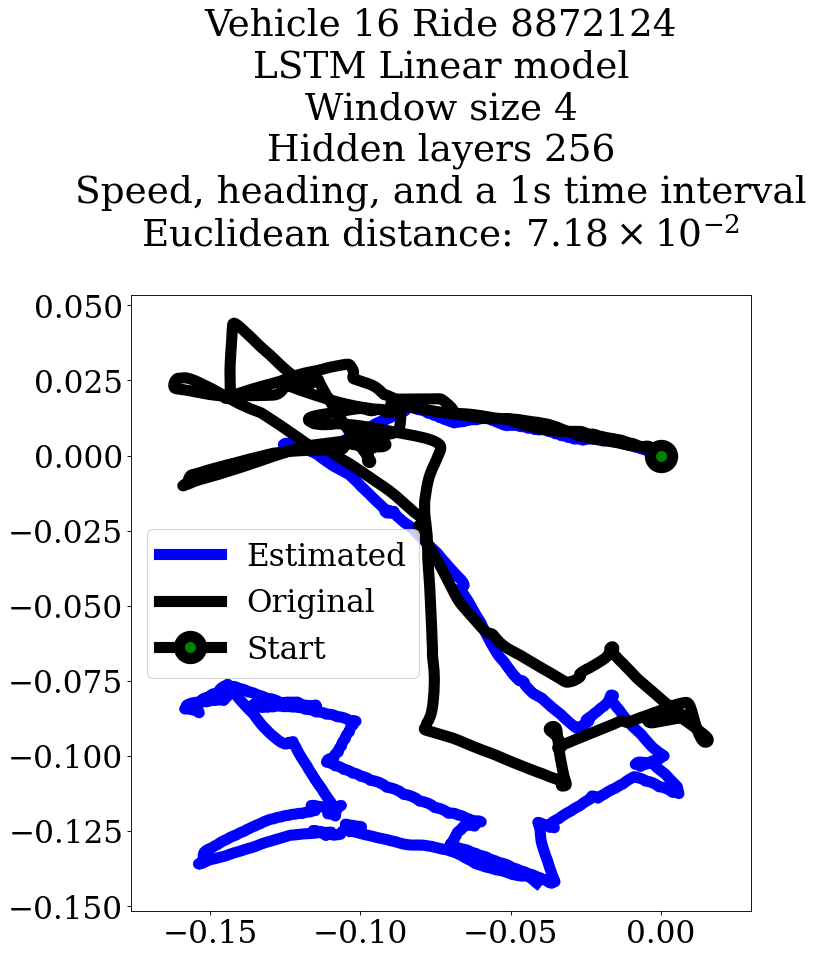 Vehicle 16 Ride 8872124
LSTM Linear model
Window size 4
Hidden layers 256
Speed, heading, and a 1s time interval
Euclidean distance: 7.18 × 10⁻²
0.050
0.025
0.000
−0.025
−0.050
−0.075
−0.100
−0.125
−0.150
Estimated
Original
Start
−0.15
−0.10
−0.05
0.00